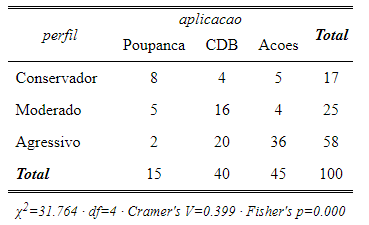 aplicacao
perfil Total
Poupanca CDB Acoes
Conservador 8 4 5 17
Moderado 5 16 4 25
Agressivo 2 20 36 58
Total 15 40 45 100
χ2=31.764 · df=4 · Cramer's V=0.399 · Fisher's p=0.000